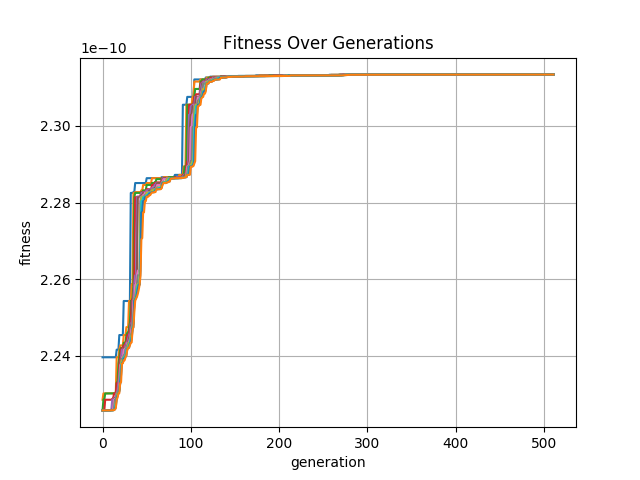 Fitness Over Generations
1e−10
2.30
2.28
2.26
2.24
fitness
0 100 200 300 400 500
generation